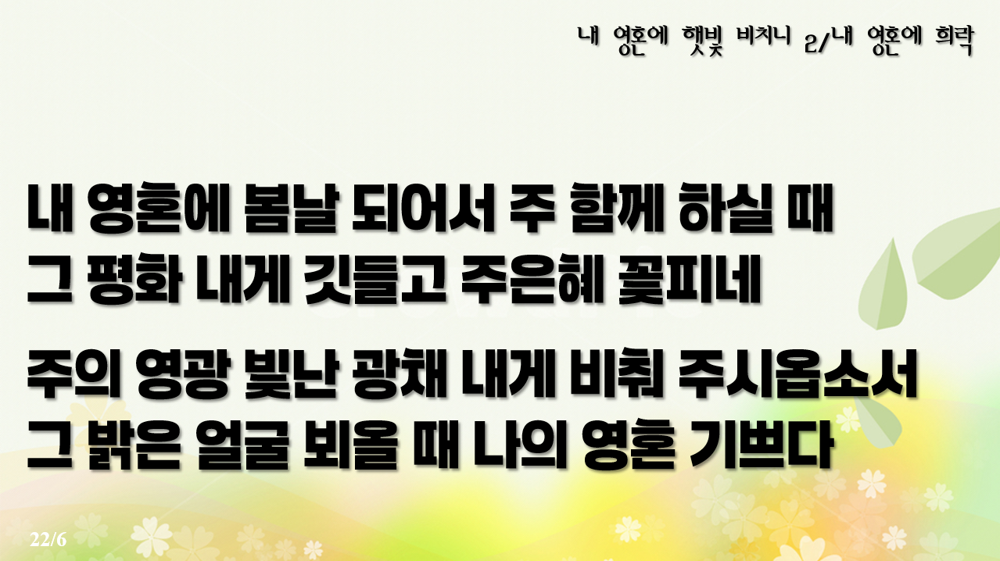 내 영혼에 햇빛 비치니 2/내 영혼에 희락
내 영혼에 봄날 되어서 주 함께 하실 때
그 평화 내게 깃들고 주은혜 꽃피네
주의 영광 빛난 광채 내게 비춰 주시옵소서
그 밝은 얼굴 뵈올 때 나의 영혼 기쁘다
22/6